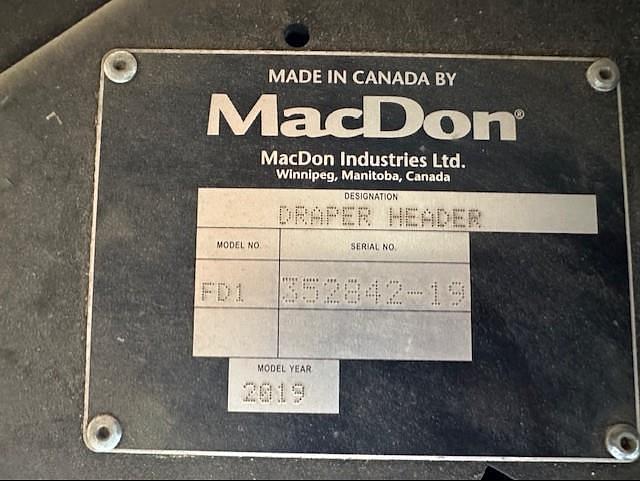 MADE IN CANADA BY
MacDon®
MacDon Industries Ltd.
Winnipeg, Manitoba, Canada
DESIGNATION
DRAPER HEADER
MODEL NO. SERIAL NO.
FD1 352842-19
MODEL YEAR
2019